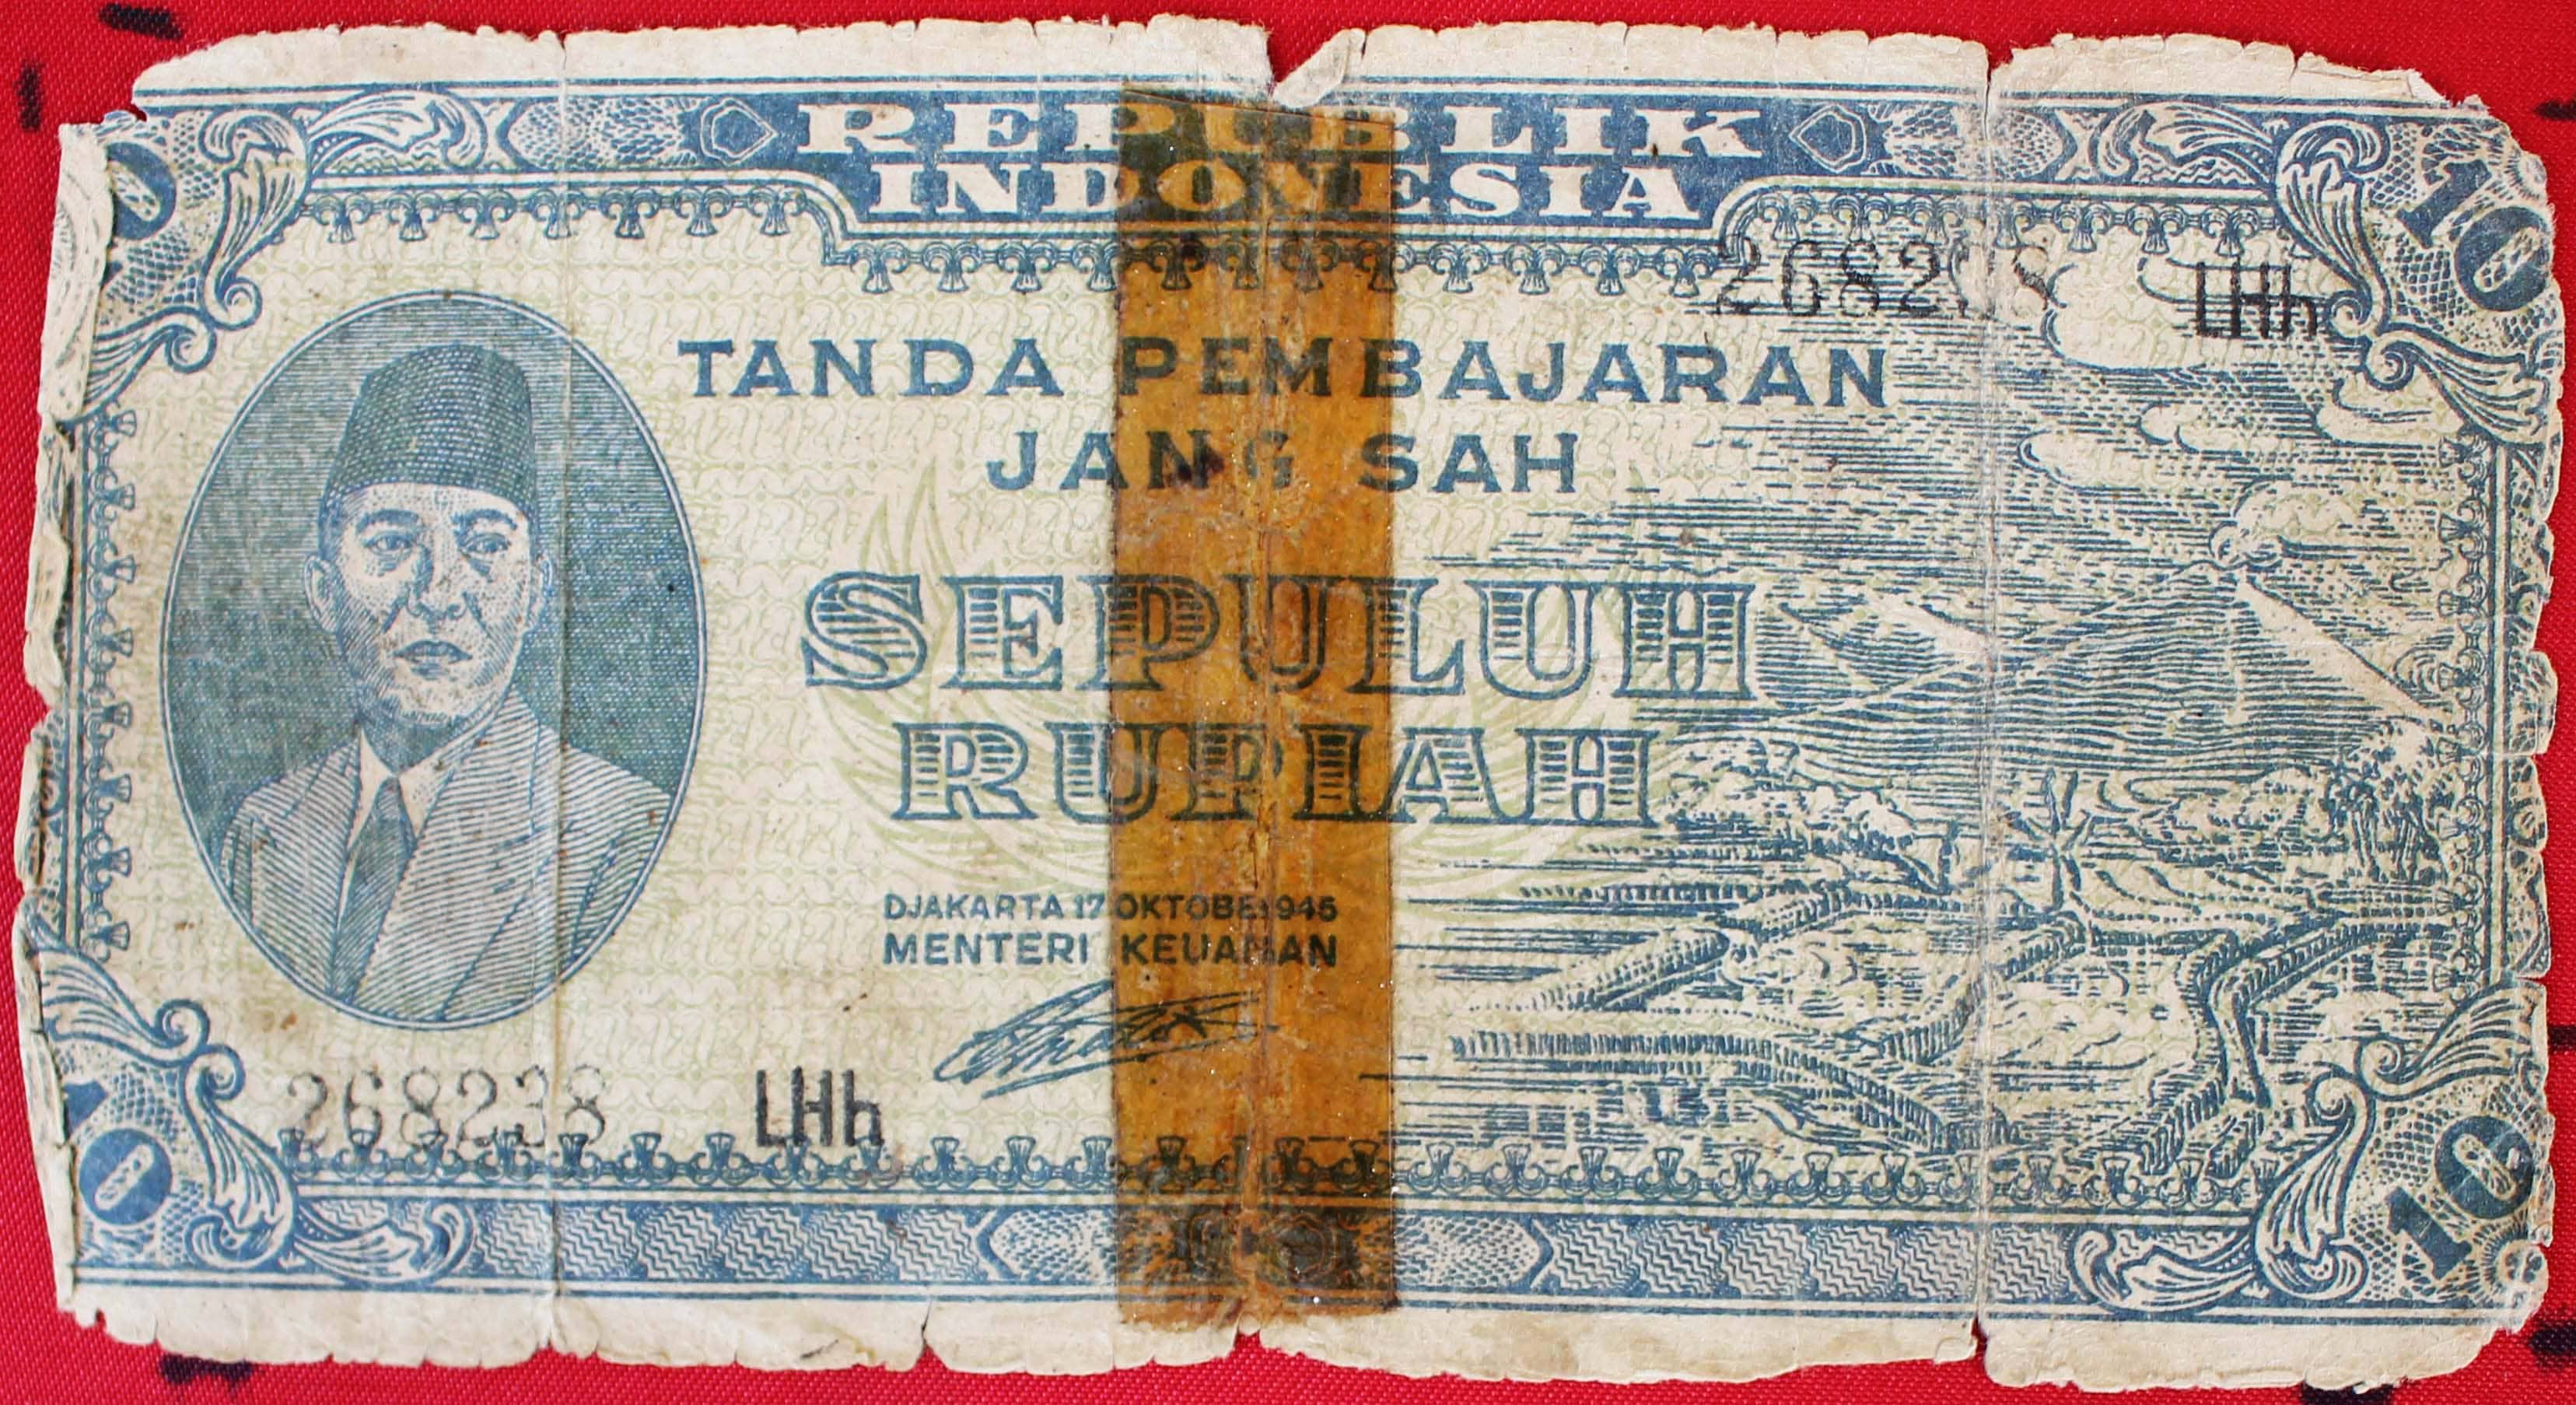 REPUBLIK
INDONESIA
10
LHh
TANDA PEMBAJARAN
JANG SAH
SEPULUH
RUPIAH
DJAKARTA 17 OKTOBER 1945
MENTERI KEUANGAN
268238 LHh
10